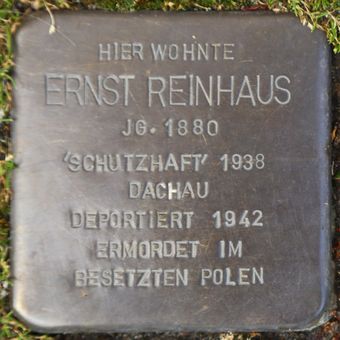 HIER WOHNTE
ERNST REINHAUS
JG. 1880
'SCHUTZHAFT' 1938
DACHAU
DEPORTIERT 1942
ERMORDET IM
BESETZTEN POLEN